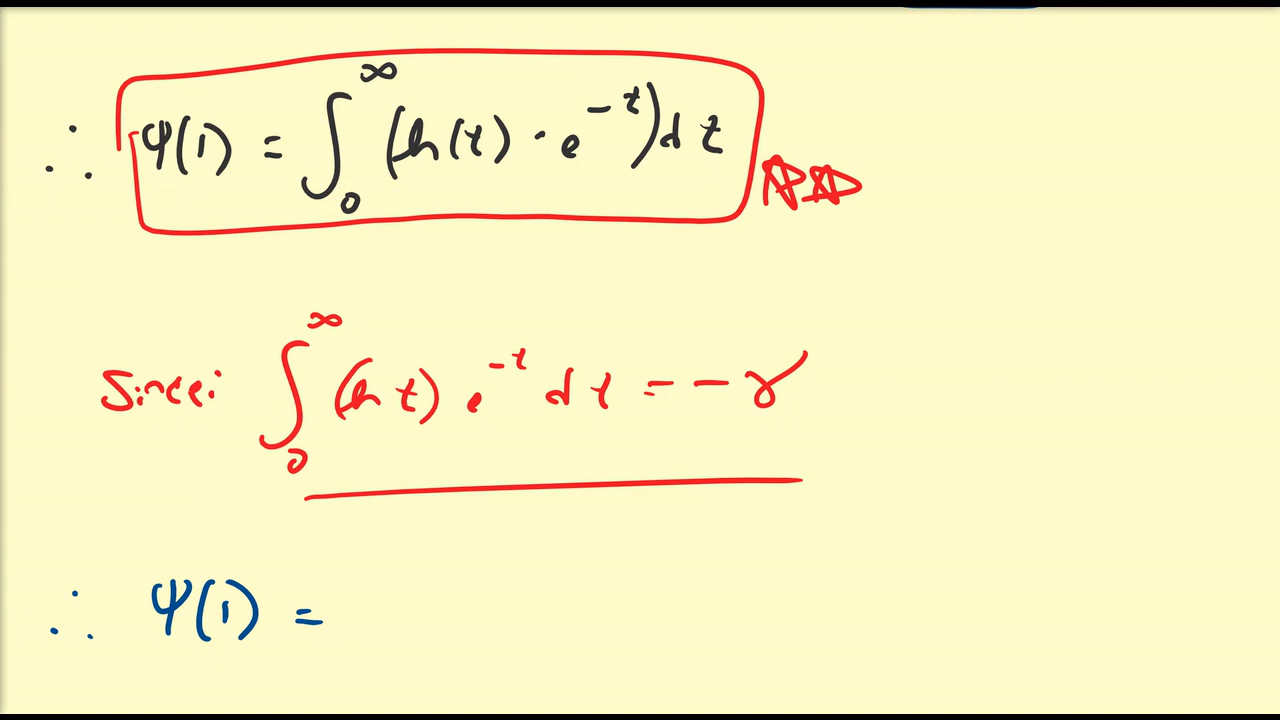 ∴ Ψ(1) = ∫₀^∞ (ln(t) · e^{-t}) dt
Since: ∫₀^∞ (ln t) e^{-t} dt = -γ
∴ Ψ(1) =